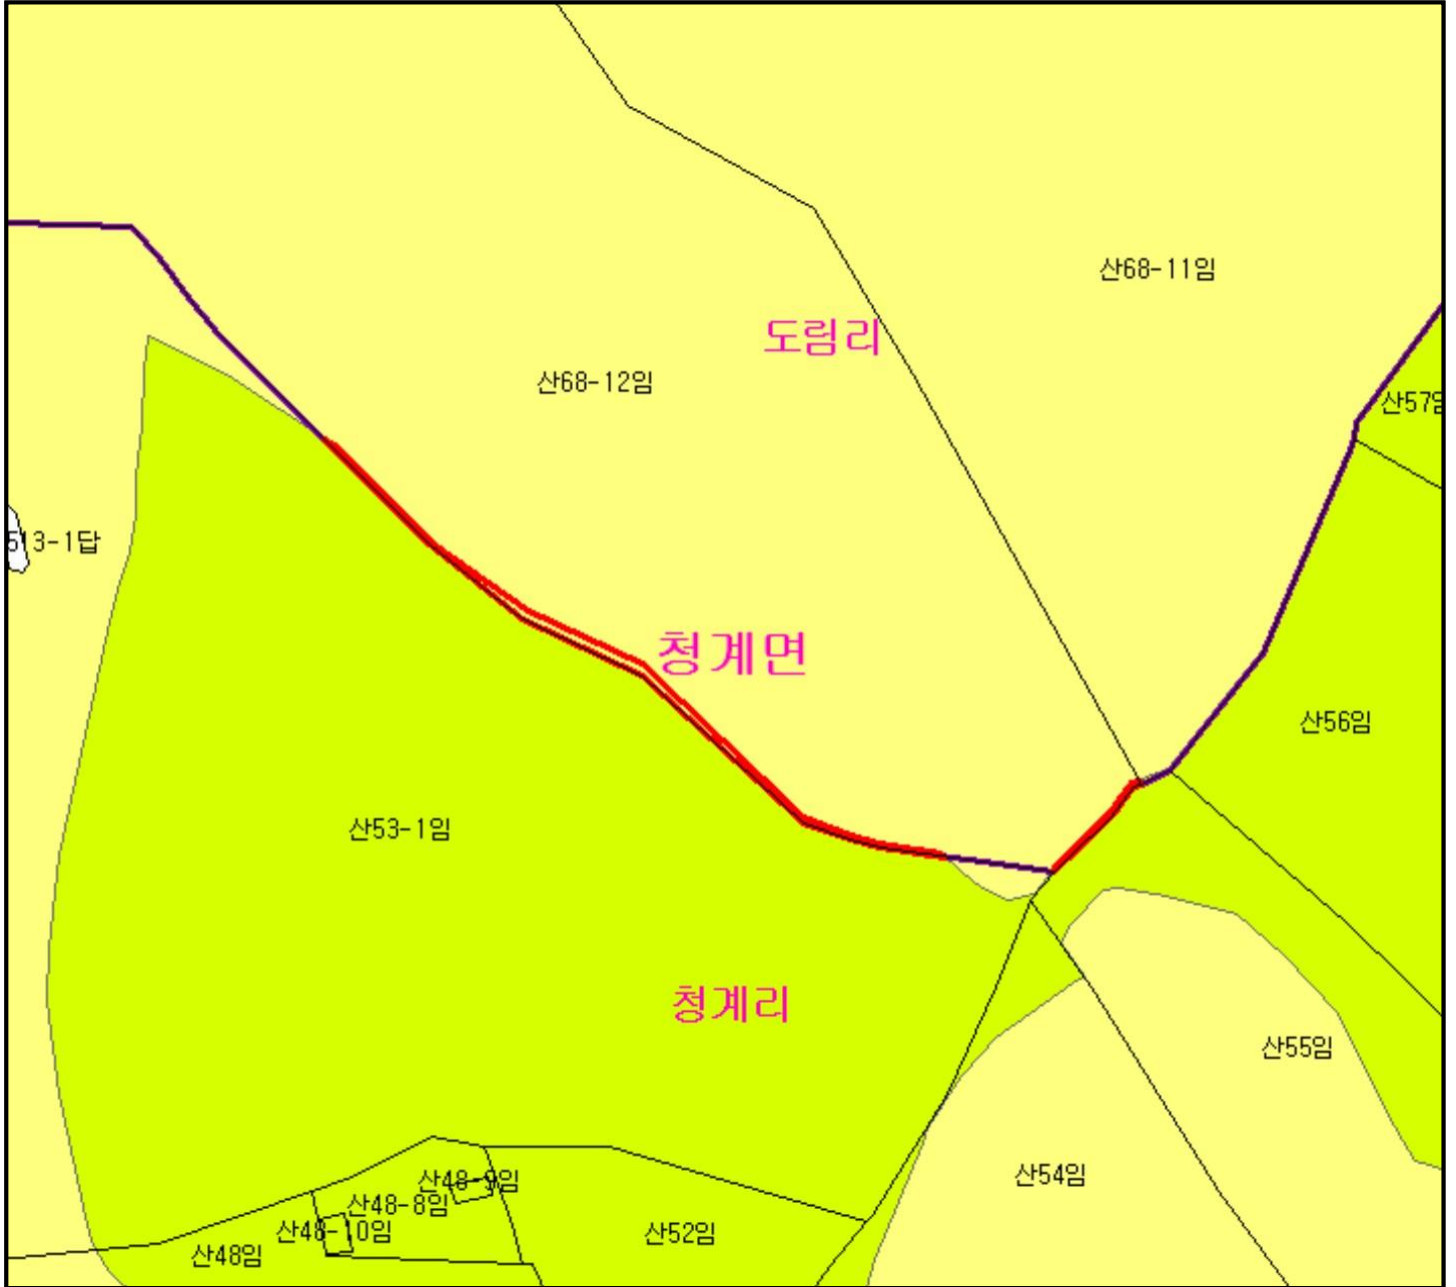 산68-11임
도림리
산68-12임
산57임
513-1답
청계면
산56임
산53-1임
청계리
산55임
산54임
산48-9임
산48-8임
산48-10임
산52임
산48임